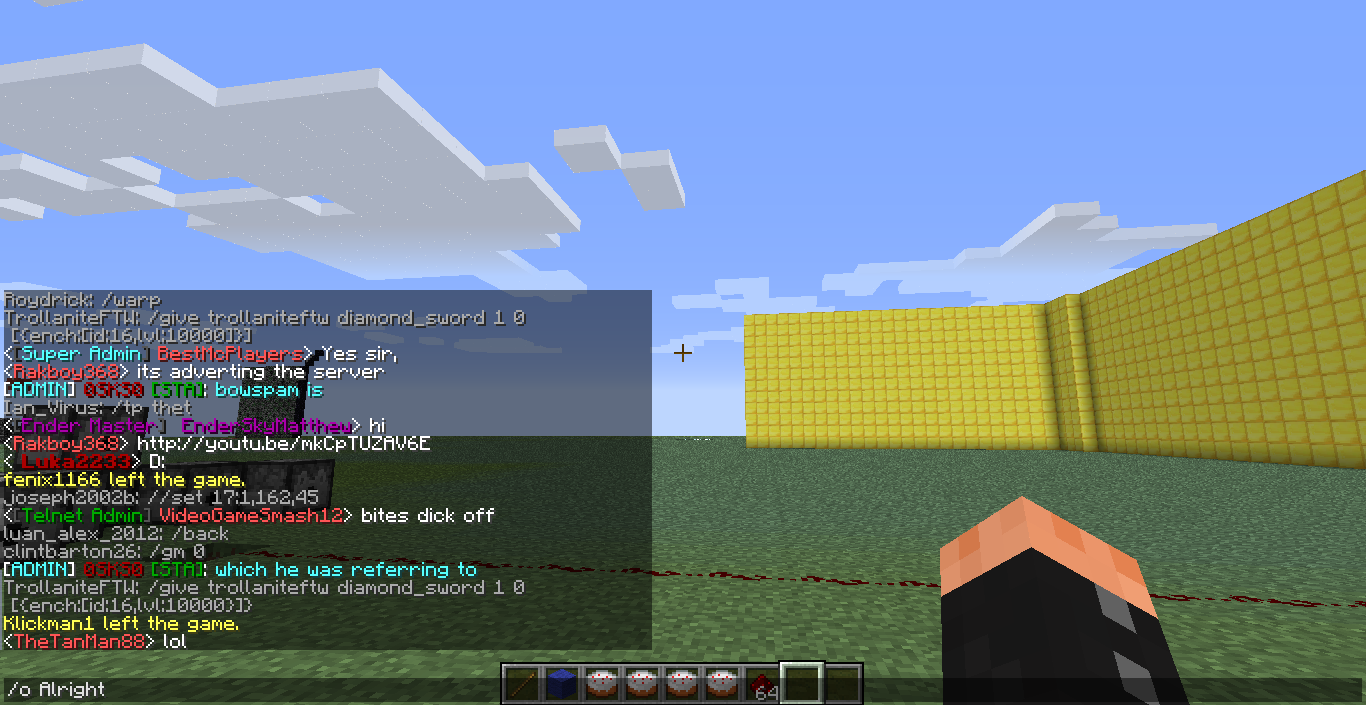 Roydrick: /warp
TrollaniteFTW: /give trollaniteftw diamond_sword 1 0
[{ench:[id:16,lvl:10000}]}
<[Super Admin] BestMcPlayers> Yes sir,
<Rakboy368> its adverting the server
[ADMIN] 0SK50 [STA]: bowspam is
Ian_Virus: /tp thet
<[Ender Master] EnderSkyMatthew> hi
<Rakboy368> http://youtu.be/mkCpTUZAV6E
< Luka2233> D:
fenix1166 left the game.
joseph2002b: //set 17:1,162,45
<[Telnet Admin] VideoGameSmash12> bites dick off
luan_alex_2012: /back
clintbarton26: /gm 0
[ADMIN] 0SK50 [STA]: which he was referring to
TrollaniteFTW: /give trollaniteftw diamond_sword 1 0
[{ench:[id:16,lvl:10000}]}
Klickman1 left the game.
<TheTanMan88> lol
64
/o Alright